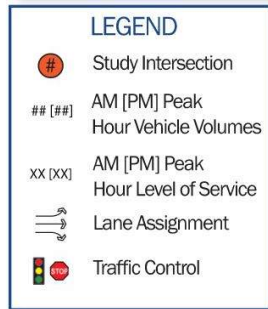 LEGEND
#
Study Intersection
## [##]
AM [PM] Peak
Hour Vehicle Volumes
XX [XX]
AM [PM] Peak
Hour Level of Service
Lane Assignment
STOP
Traffic Control